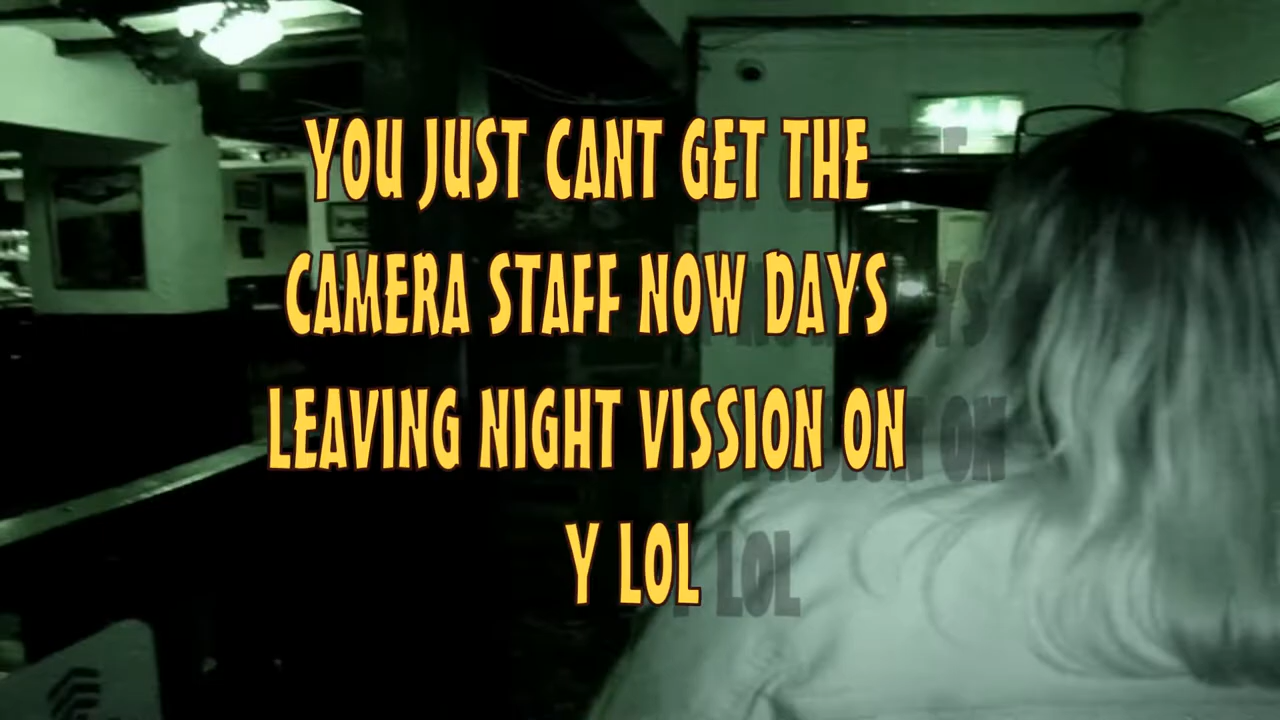 YOU JUST CANT GET THE
CAMERA STAFF NOW DAYS
LEAVING NIGHT VISSION ON
Y LOL